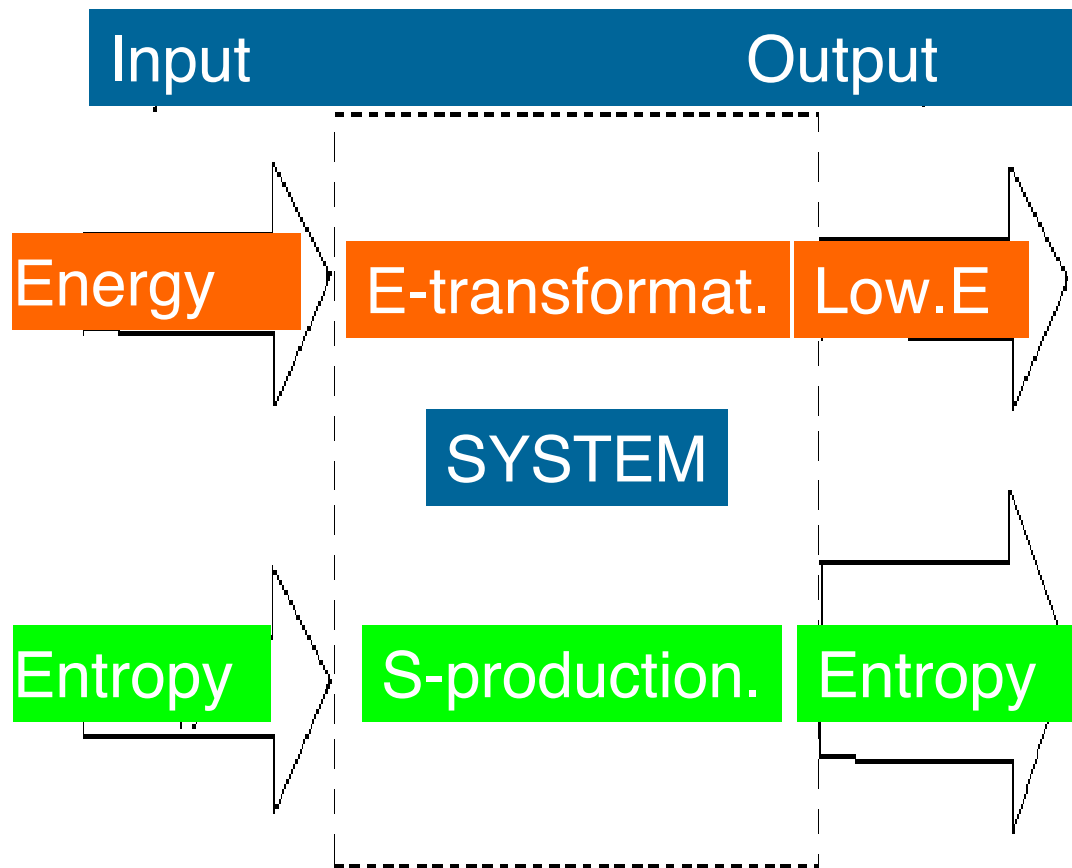 Input Output
Energy E-transformat. Low.E
SYSTEM
Entropy S-production. Entropy